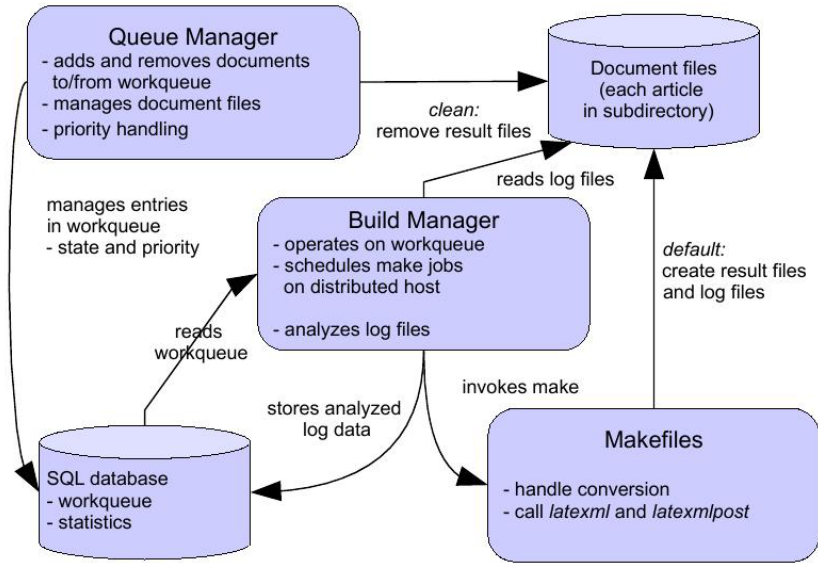 Queue Manager
- adds and removes documents
to/from workqueue
- manages document files
- priority handling
Document files
(each article
in subdirectory)
clean:
remove result files
reads log files
manages entries
in workqueue
- state and priority
Build Manager
- operates on workqueue
- schedules make jobs
on distributed host
- analyzes log files
default:
create result files
and log files
reads
workqueue
stores analyzed
log data
invokes make
SQL database
- workqueue
- statistics
Makefiles
- handle conversion
- call latexml and latexmlpost